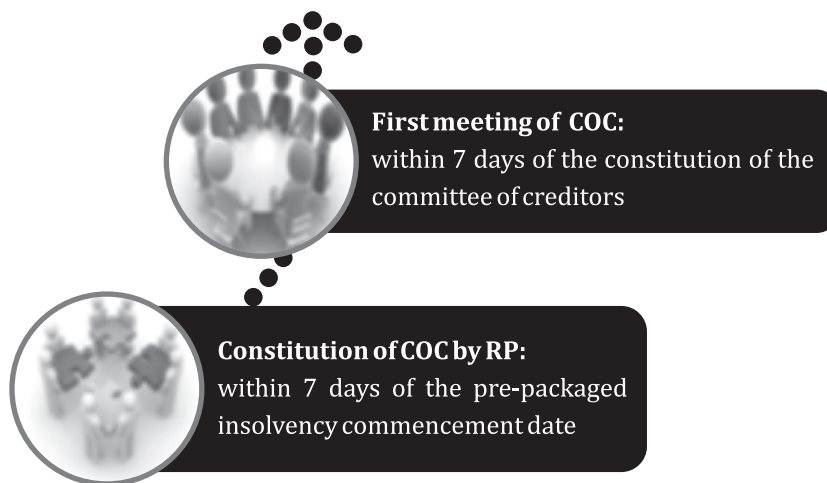 First meeting of COC:
within 7 days of the constitution of the
committee of creditors
Constitution of COC by RP:
within 7 days of the pre-packaged
insolvency commencement date